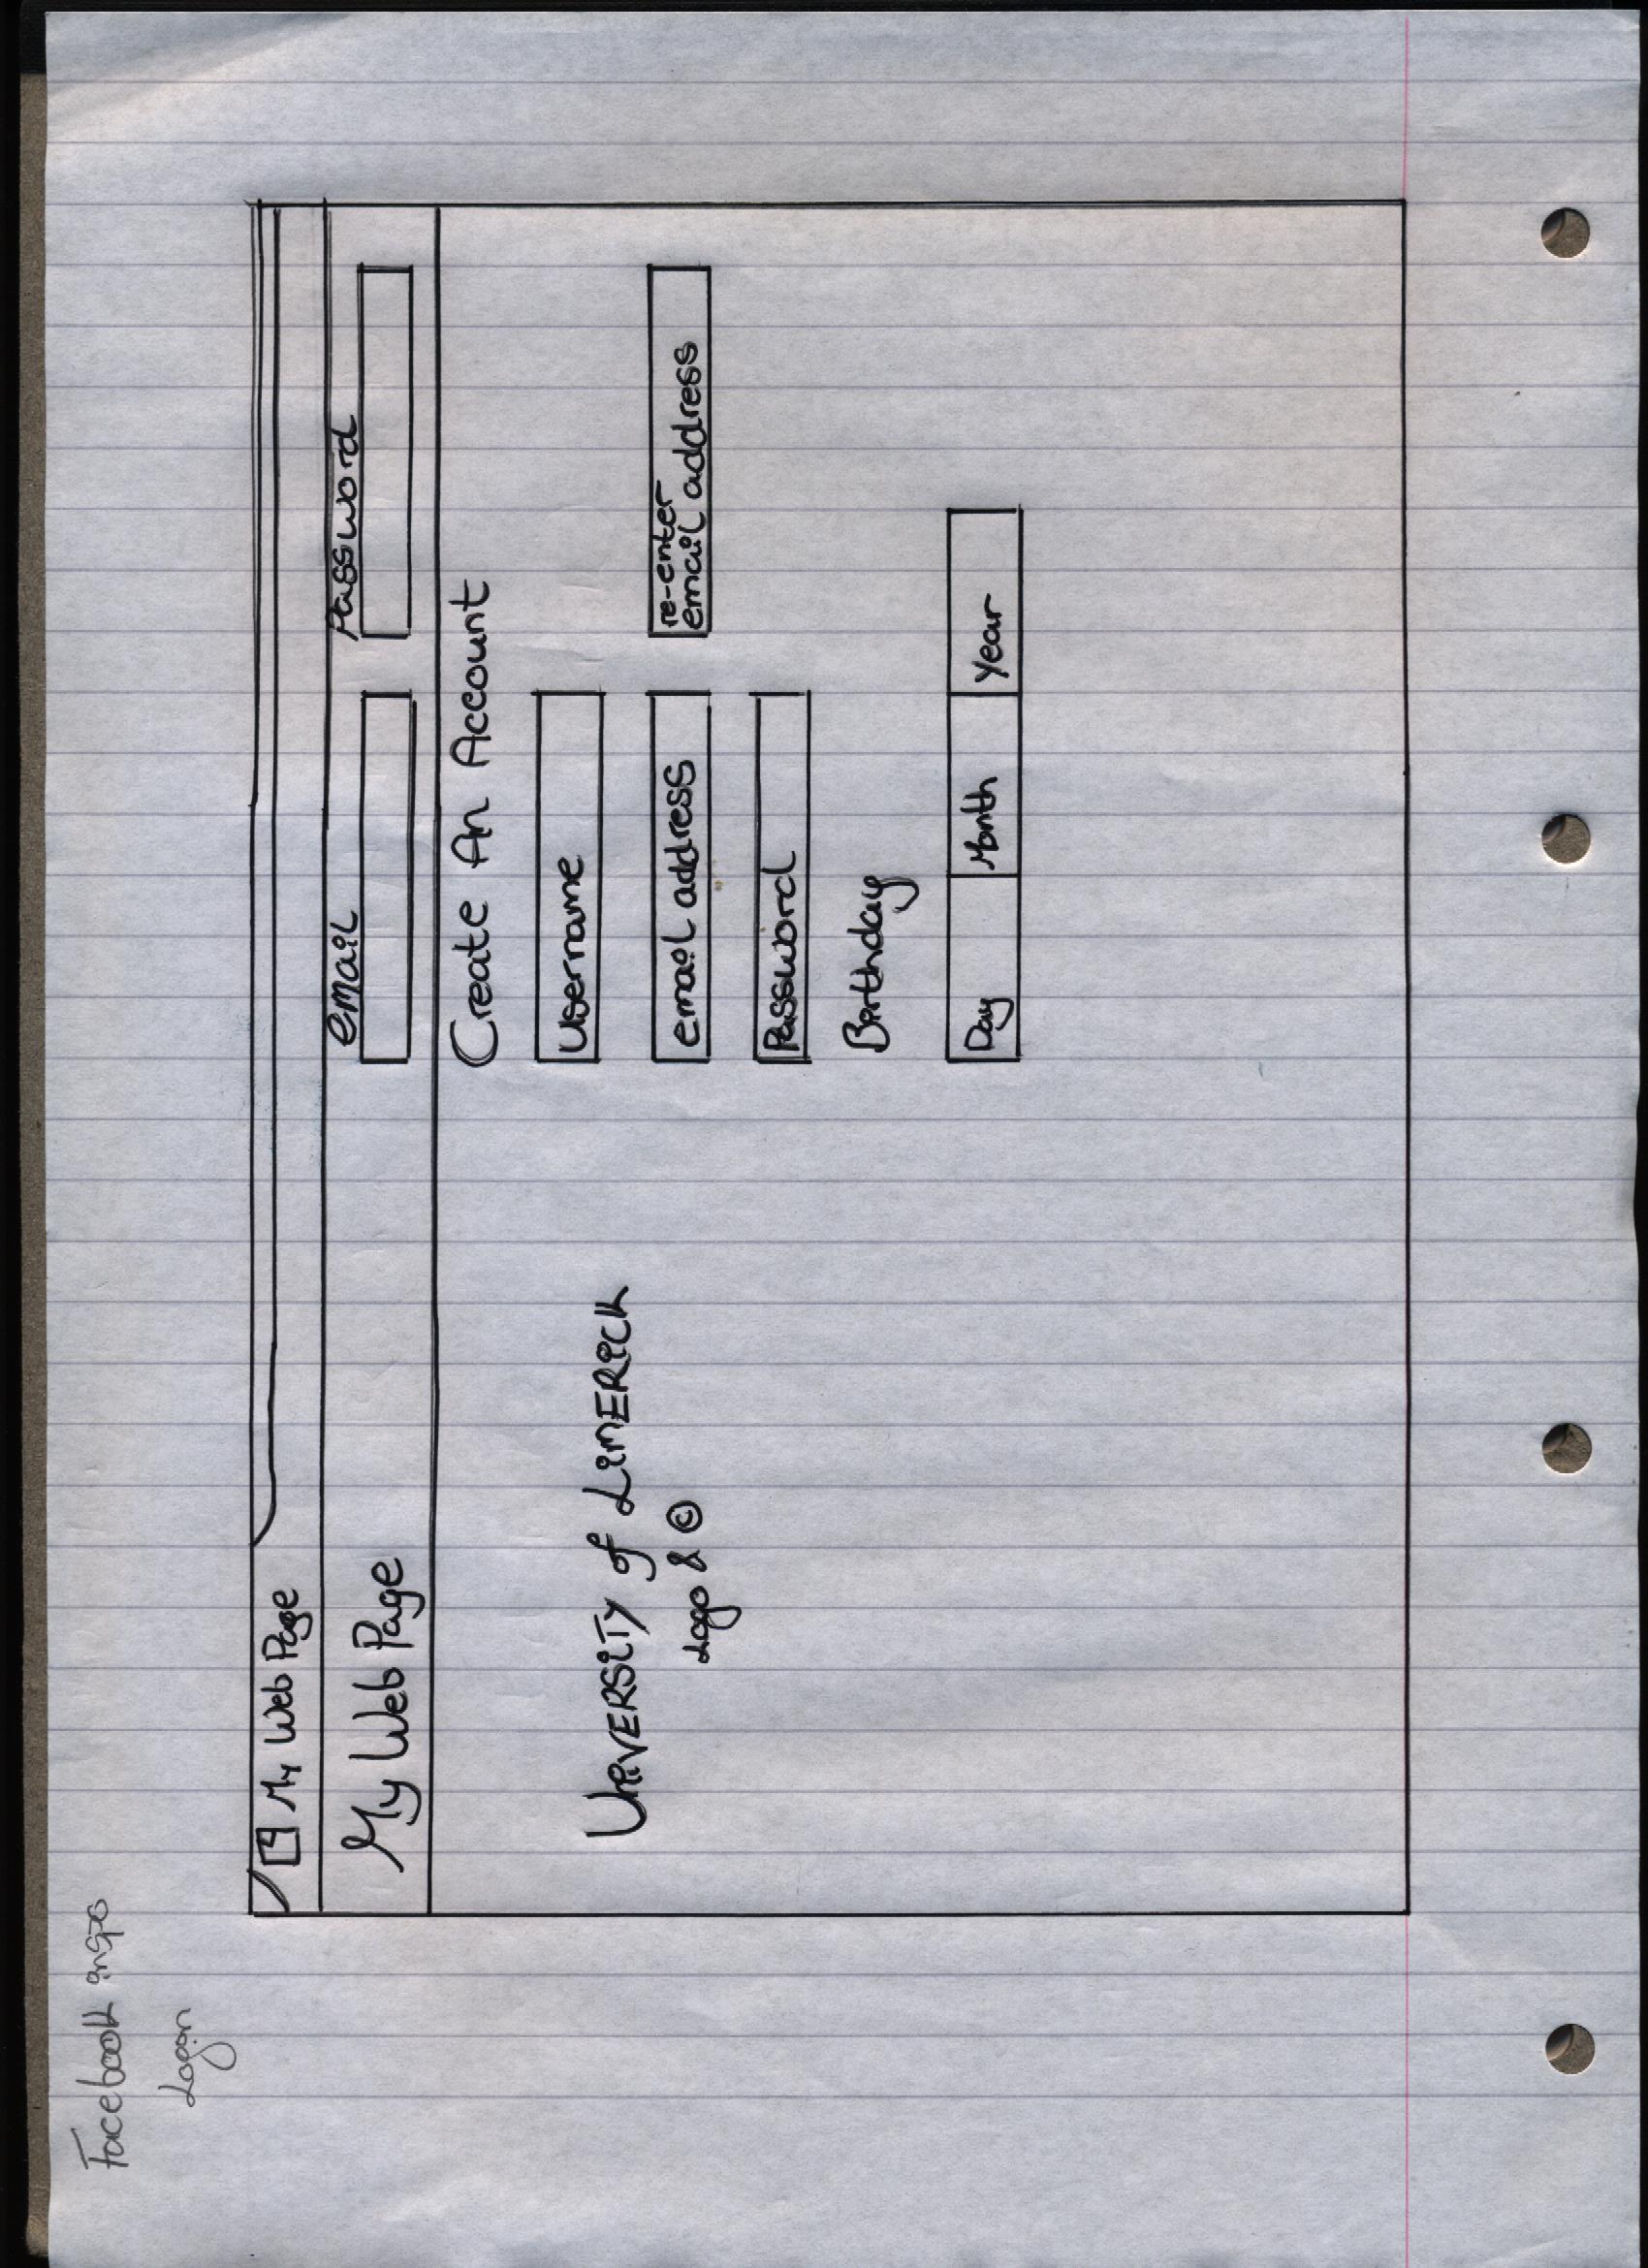 Facebook inspo
Login
My Web Page
My Web Page
email
Password
Create An Account
Username
email address
re-enter
email address
Password
Birthday
Day
Month
Year
UNIVERSITY of LIMERICK
Logo & ©